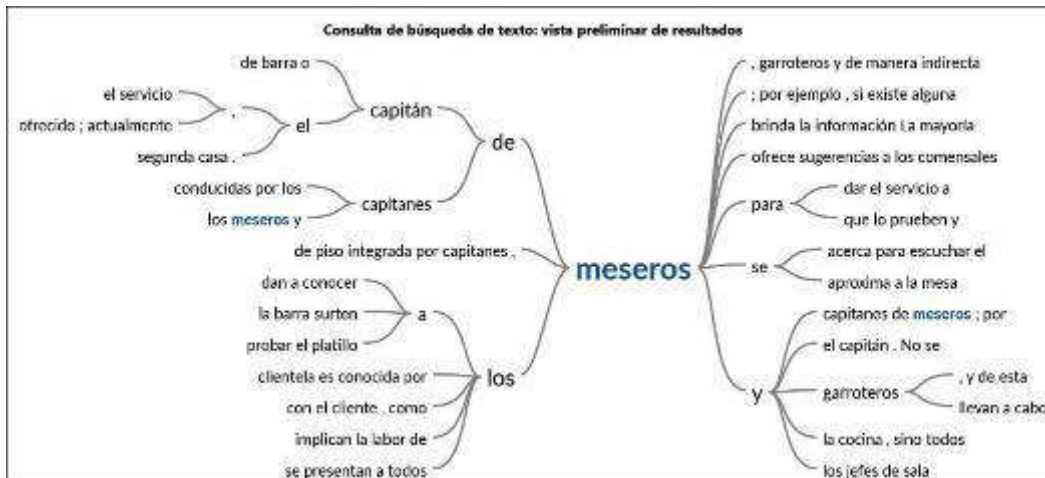 Consulta de búsqueda de texto: vista preliminar de resultados
de barra o
el servicio
,
ofrecido ; actualmente
el
segunda casa .
capitán
conducidas por los
los meseros y
capitanes
de
de piso integrada por capitanes ,
dan a conocer
la barra surten
probar el platillo
a
clientela es conocida por
con el cliente , como
implican la labor de
se presentan a todos
los
meseros
, garroteros y de manera indirecta
; por ejemplo , si existe alguna
brinda la información La mayoría
ofrece sugerencias a los comensales
para
dar el servicio a
que lo prueben y
se
acerca para escuchar el
aproxima a la mesa
y
capitanes de meseros ; por
el capitán . No se
garroteros
, y de esta
llevan a cabo
la cocina , sino todos
los jefes de sala